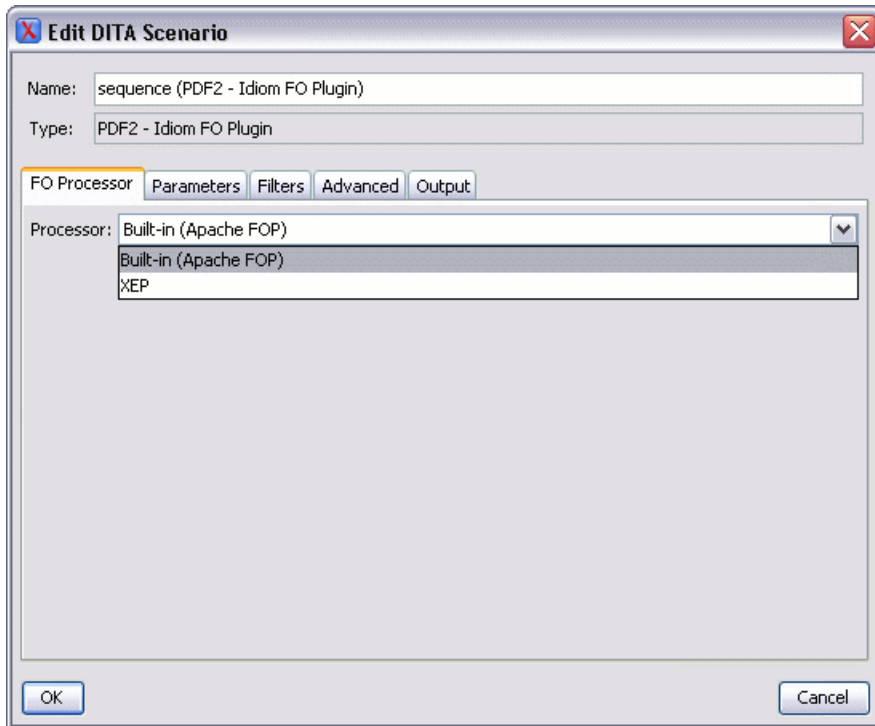 Edit DITA Scenario
Name: sequence (PDF2 - Idiom FO Plugin)
Type: PDF2 - Idiom FO Plugin
FO Processor Parameters Filters Advanced Output
Processor: Built-in (Apache FOP)
Built-in (Apache FOP)
XEP
OK Cancel